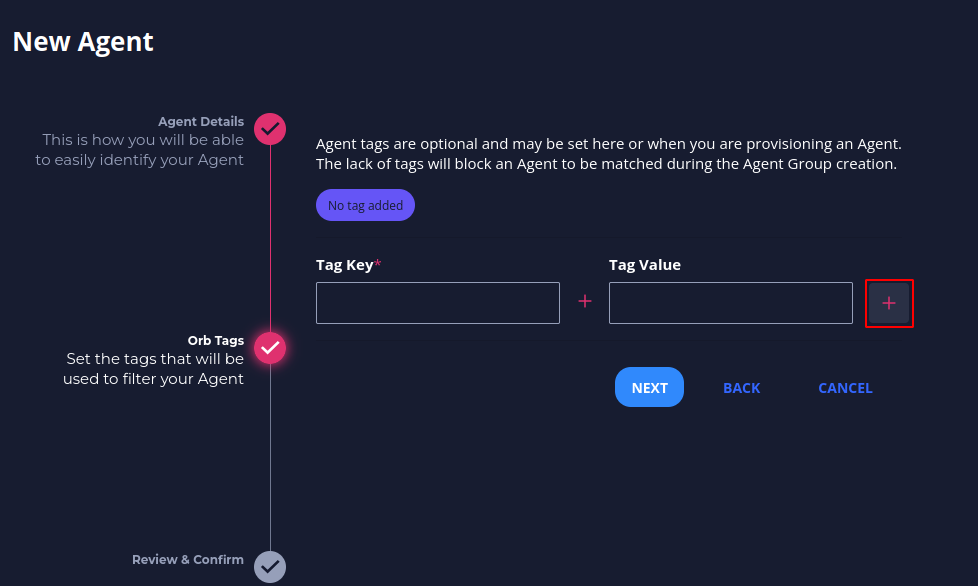 New Agent
Agent Details
This is how you will be able
to easily identify your Agent
Agent tags are optional and may be set here or when you are provisioning an Agent.
The lack of tags will block an Agent to be matched during the Agent Group creation.
No tag added
Tag Key*
Tag Value
+
+
Orb Tags
Set the tags that will be
used to filter your Agent
NEXT
BACK
CANCEL
Review & Confirm